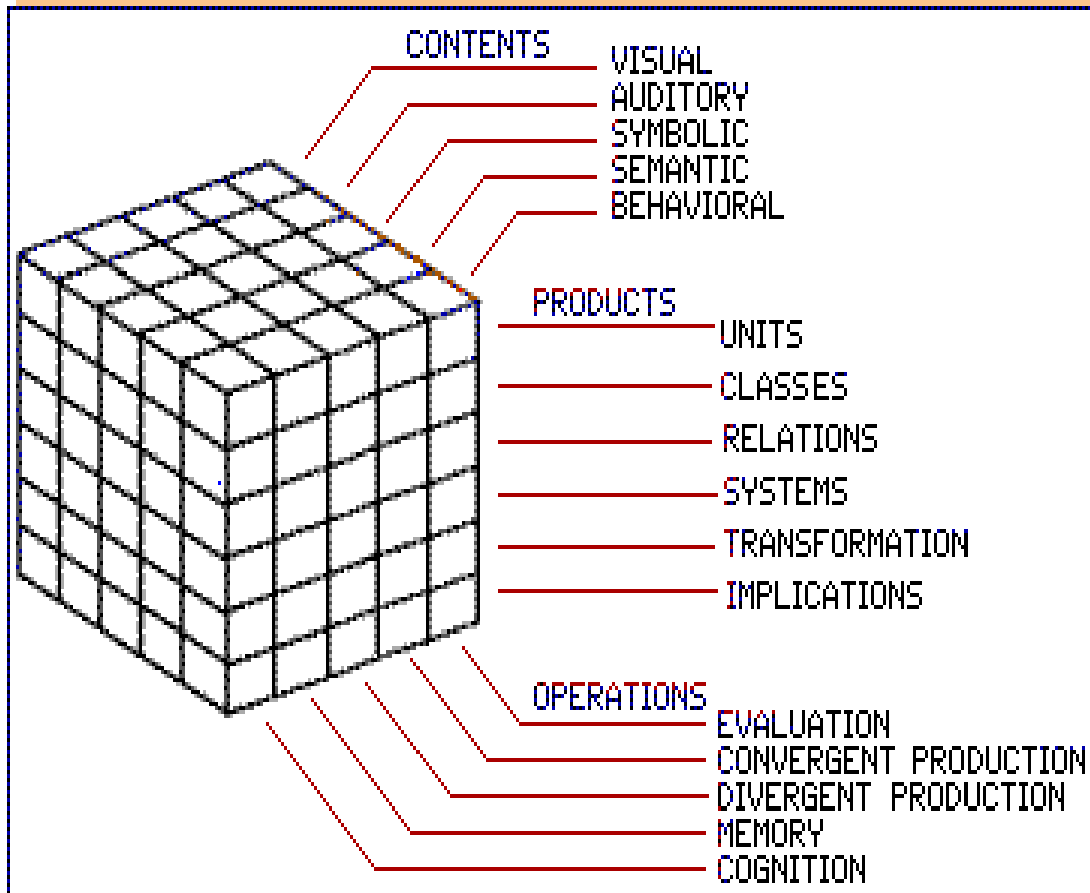 CONTENTS
VISUAL
AUDITORY
SYMBOLIC
SEMANTIC
BEHAVIORAL
PRODUCTS
UNITS
CLASSES
RELATIONS
SYSTEMS
TRANSFORMATION
IMPLICATIONS
OPERATIONS
EVALUATION
CONVERGENT PRODUCTION
DIVERGENT PRODUCTION
MEMORY
COGNITION